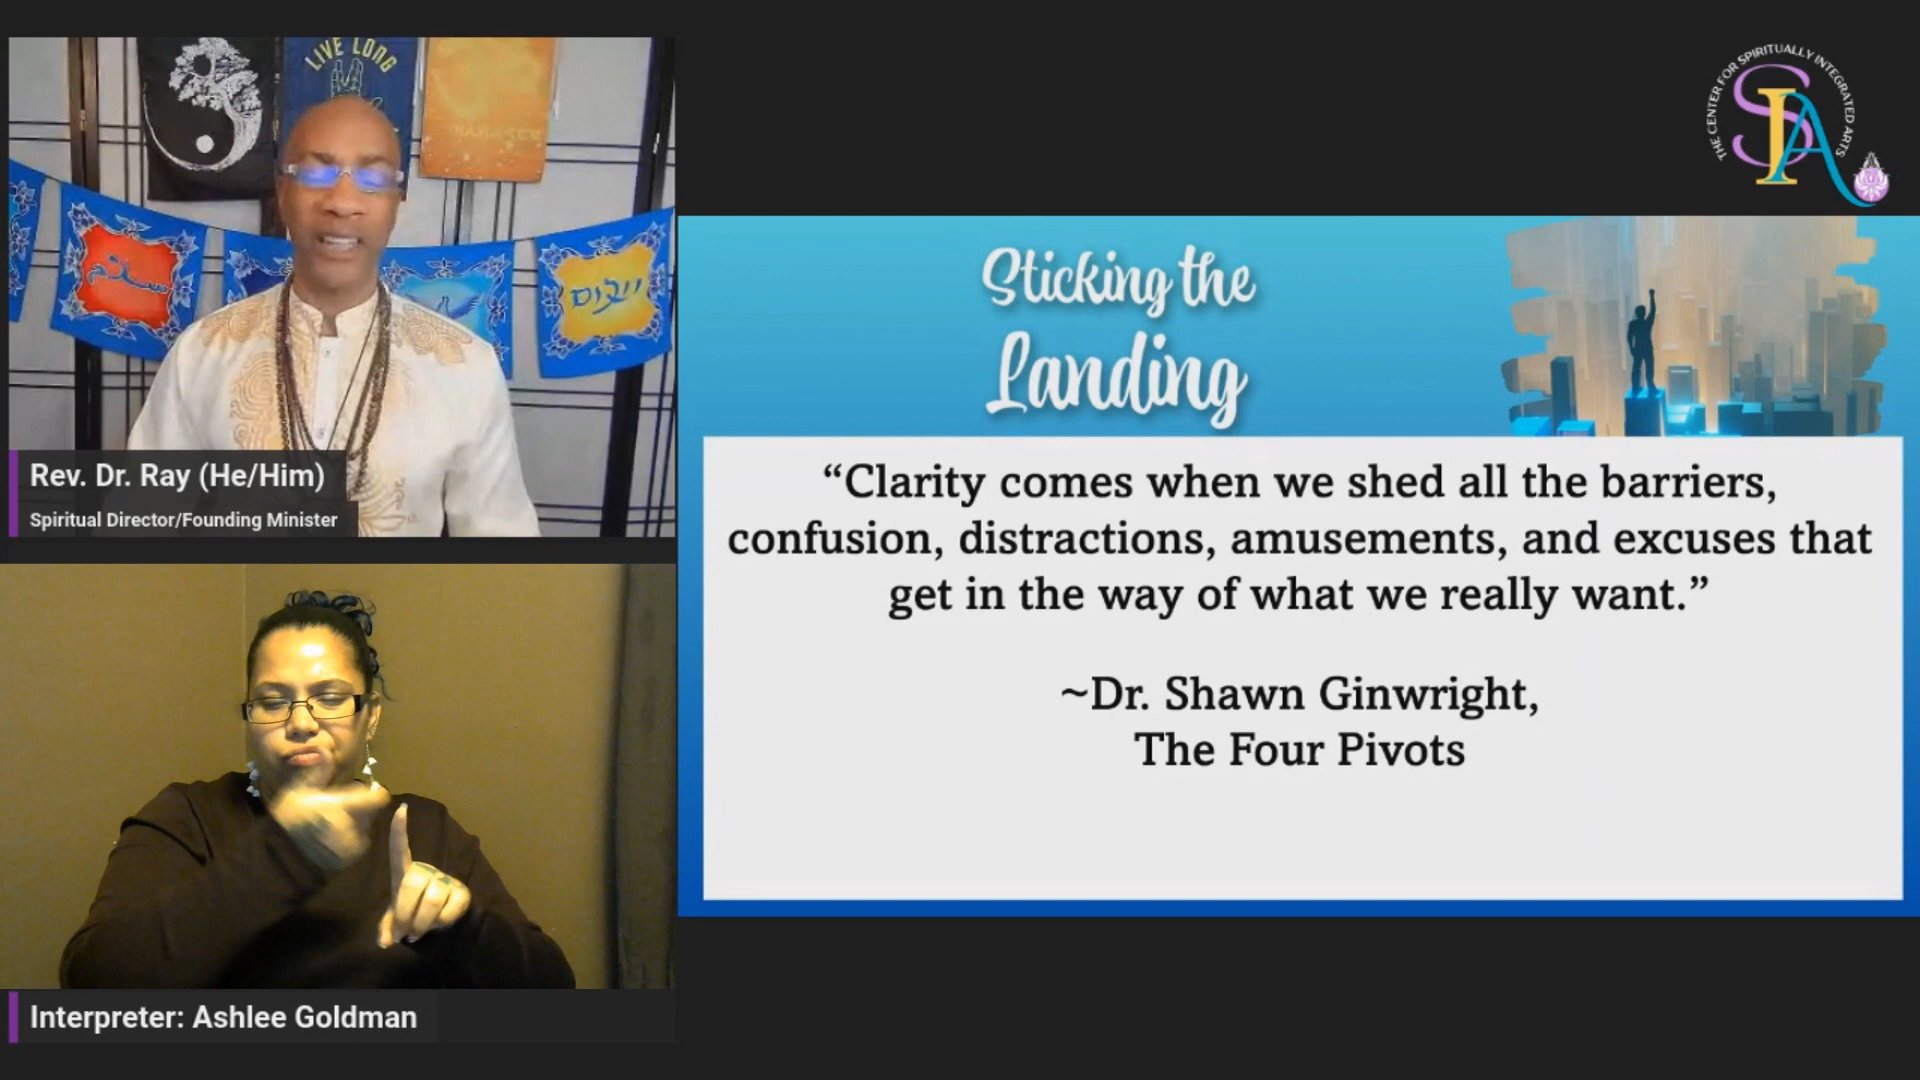 LIVE LONG
NAMASTE
سلام
Rev. Dr. Ray (He/Him)
Spiritual Director/Founding Minister
Interpreter: Ashlee Goldman
THE CENTER FOR SPIRITUALLY INTEGRATED ARTS
SIA
Sticking the
Landing
“Clarity comes when we shed all the barriers,
confusion, distractions, amusements, and excuses that
get in the way of what we really want.”
~Dr. Shawn Ginwright,
The Four Pivots